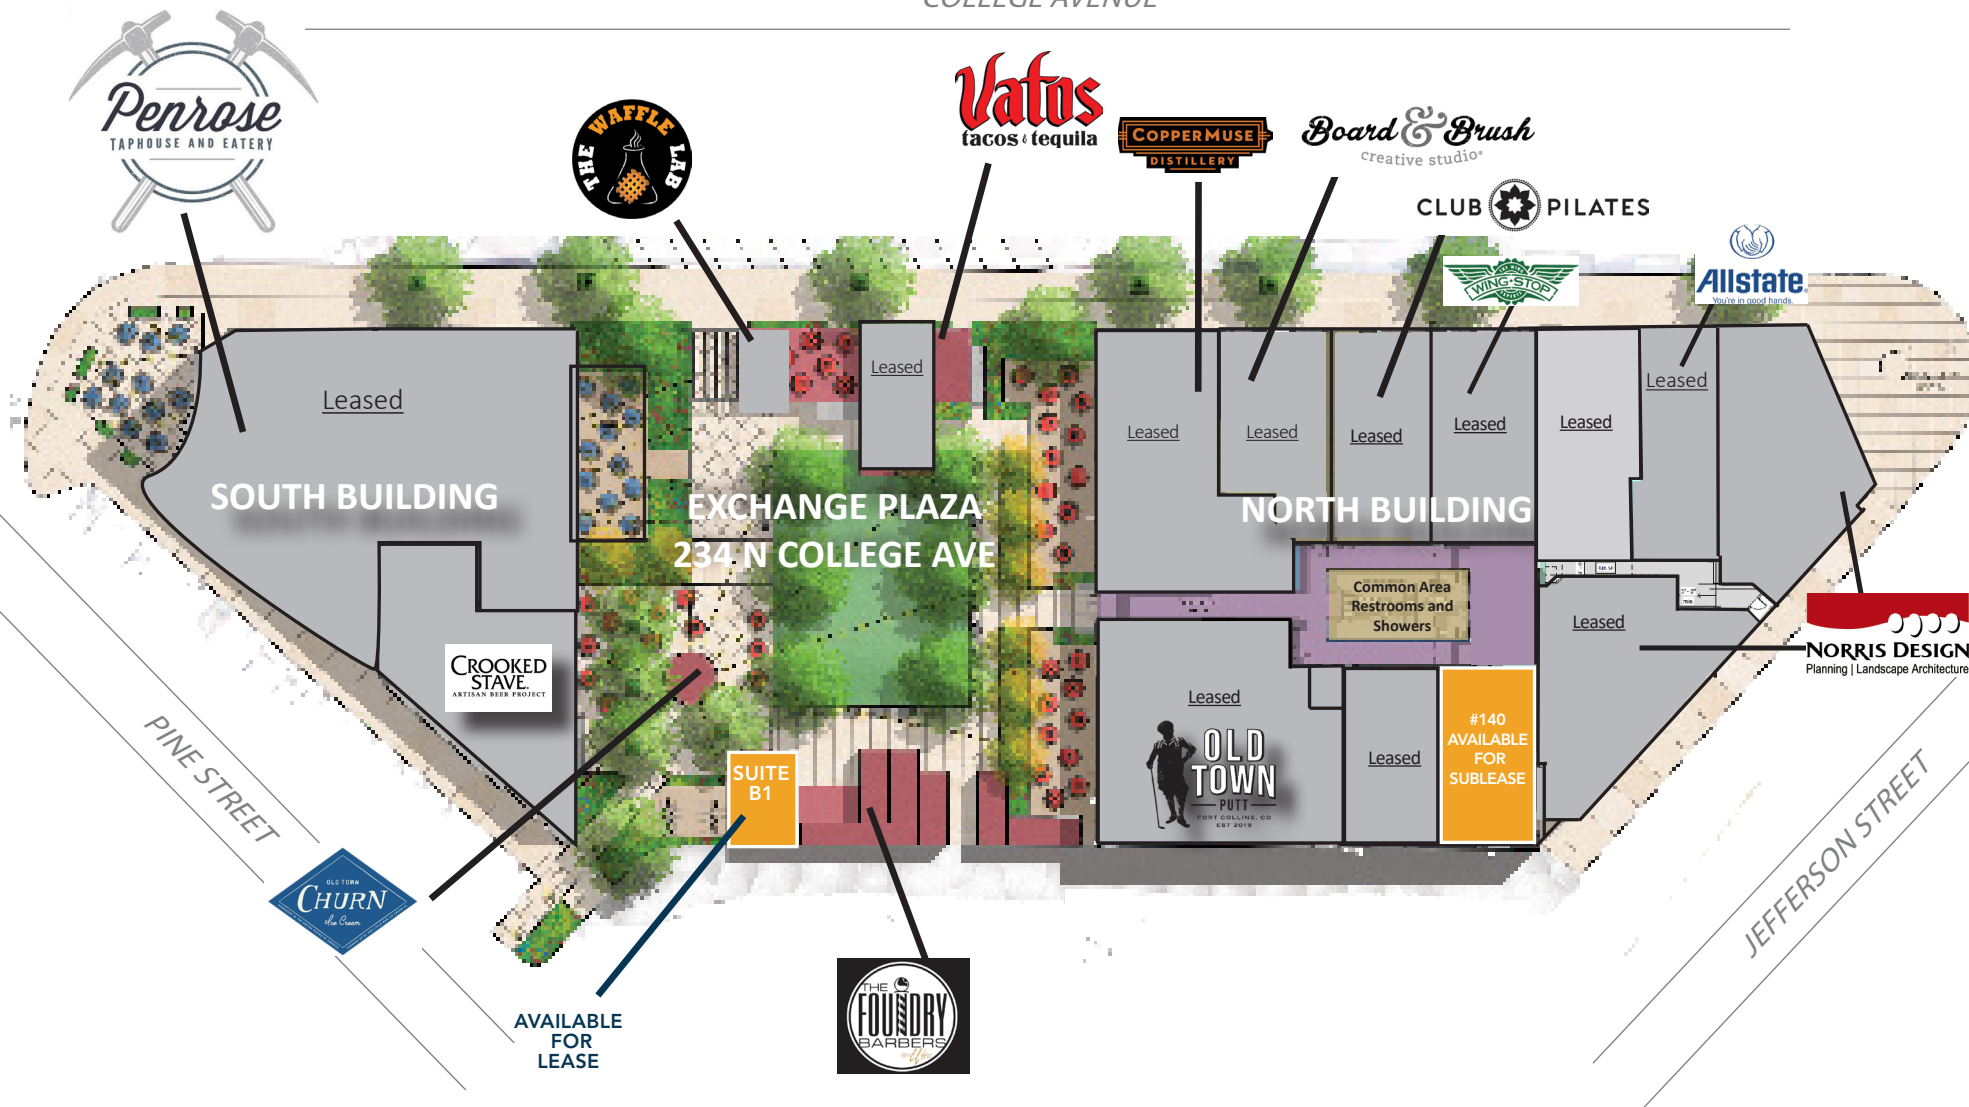 COLLEGE AVENUE
Penrose
TAPHOUSE AND EATERY
THE WAFFLE LAB
Vatos
tacos & tequila
COPPERMUSE
DISTILLERY
Board & Brush
creative studio®
CLUB PILATES
WING·STOP
Allstate.
You're in good hands.
Leased
Leased
Leased
Leased
Leased
Leased
Leased
Leased
SOUTH BUILDING
EXCHANGE PLAZA
234 N COLLEGE AVE
NORTH BUILDING
Common Area
Restrooms and
Showers
Leased
NORRIS DESIGN
Planning | Landscape Architecture
CROOKED
STAVE
ARTISAN BEER PROJECT
Leased
OLD
TOWN
PUTT
FORT COLLINS, CO
EST 2019
Leased
#140
AVAILABLE
FOR
SUBLEASE
SUITE
B1
PINE STREET
JEFFERSON STREET
OLD TOWN
CHURN
Ice Cream
AVAILABLE
FOR
LEASE
THE
FOUNDRY
BARBERS